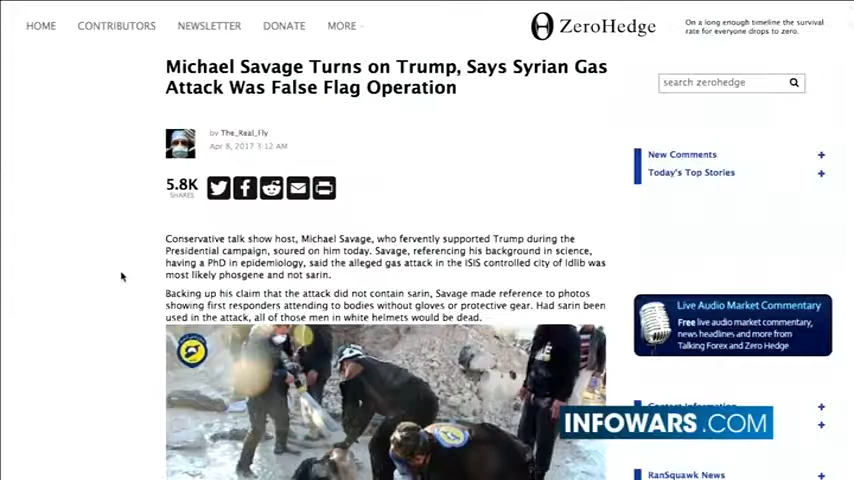 HOME
CONTRIBUTORS
NEWSLETTER
DONATE
MORE
ZeroHedge
On a long enough timeline the survival
rate for everyone drops to zero.
Michael Savage Turns on Trump, Says Syrian Gas
Attack Was False Flag Operation
search zerohedge
by The_Real_Fly
Apr 8, 2017 3:12 AM
5.8K
SHARES
New Comments +
Today's Top Stories +
Conservative talk show host, Michael Savage, who fervently supported Trump during the
Presidential campaign, soured on him today. Savage, referencing his background in science,
having a PhD in epidemiology, said the alleged gas attack in the ISIS controlled city of Idlib was
most likely phosgene and not sarin.
Backing up his claim that the attack did not contain sarin, Savage made reference to photos
showing first responders attending to bodies without gloves or protective gear. Had sarin been
used in the attack, all of those men in white helmets would be dead.
Live Audio Market Commentary
Free live audio market commentary,
news headlines and more from
Talking Forex and Zero Hedge
Contact Information +
+
INFOWARS.COM
RanSquawk News +